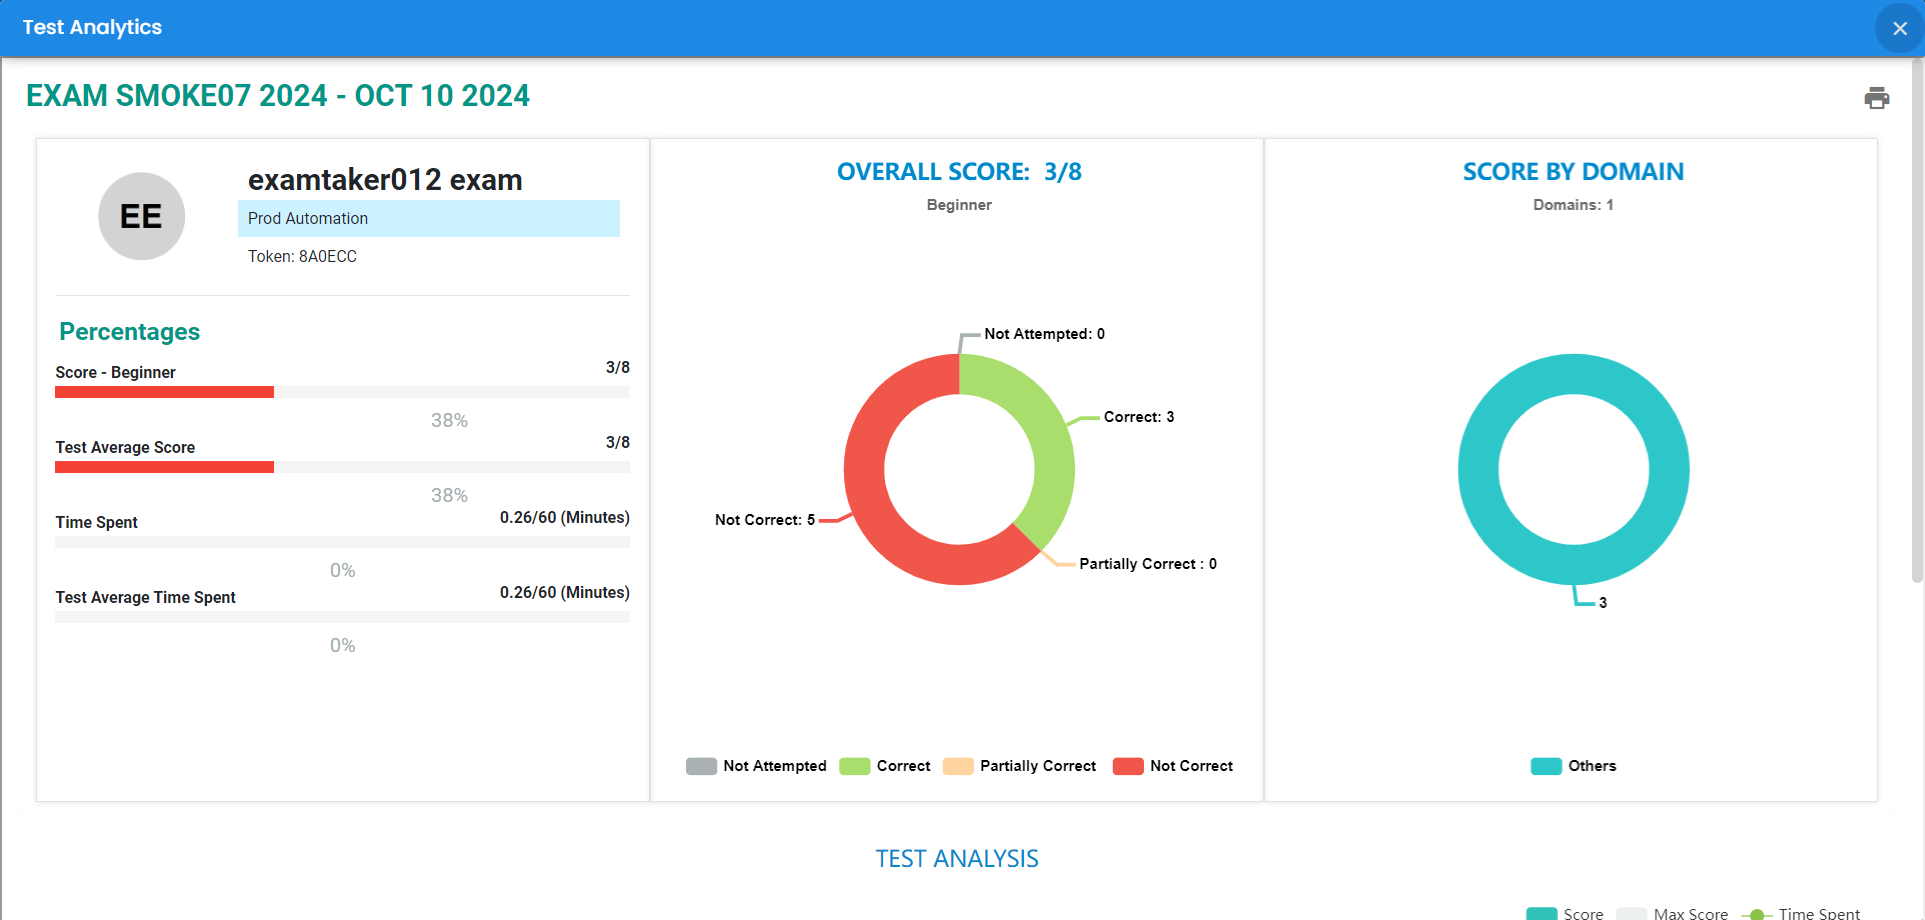 Test Analytics
EXAM SMOKE07 2024 - OCT 10 2024
EE
examtaker012 exam
Prod Automation
Token: 8A0ECC
Percentages
Score - Beginner 3/8
38%
Test Average Score 3/8
38%
Time Spent 0.26/60 (Minutes)
0%
Test Average Time Spent 0.26/60 (Minutes)
0%
OVERALL SCORE: 3/8
Beginner
Not Attempted: 0
Correct: 3
Not Correct: 5
Partially Correct : 0
Not Attempted Correct Partially Correct Not Correct
SCORE BY DOMAIN
Domains: 1
3
Others
TEST ANALYSIS
Score Max Score Time Spent